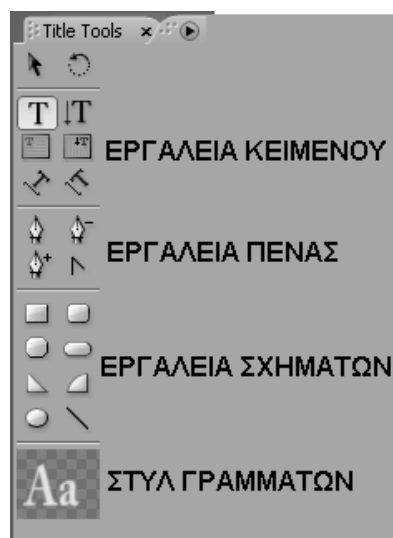 Title Tools
T T
T T
ΕΡΓΑΛΕΙΑ ΚΕΙΜΕΝΟΥ
ΕΡΓΑΛΕΙΑ ΠΕΝΑΣ
ΕΡΓΑΛΕΙΑ ΣΧΗΜΑΤΩΝ
Aa ΣΤΥΛ ΓΡΑΜΜΑΤΩΝ